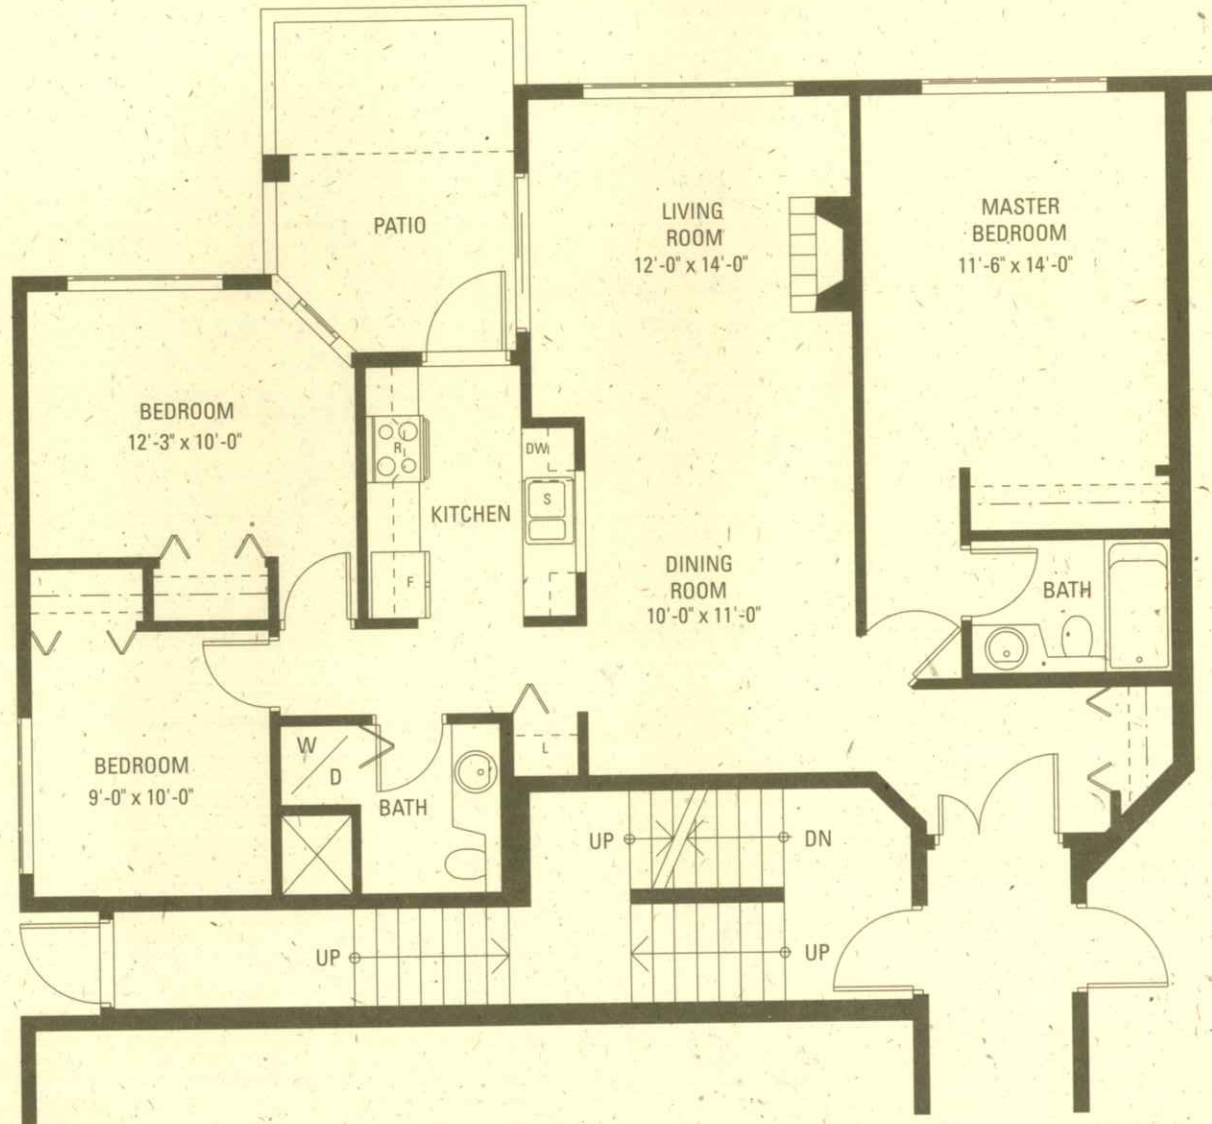 PATIO
LIVING
ROOM
12'-0" x 14'-0"
MASTER
BEDROOM
11'-6" x 14'-0"
BEDROOM
12'-3" x 10'-0"
R
DW
S
KITCHEN
F
DINING
ROOM
10'-0" x 11'-0"
BATH
BEDROOM
9'-0" x 10'-0"
W
D
L
BATH
UP
DN
UP
UP